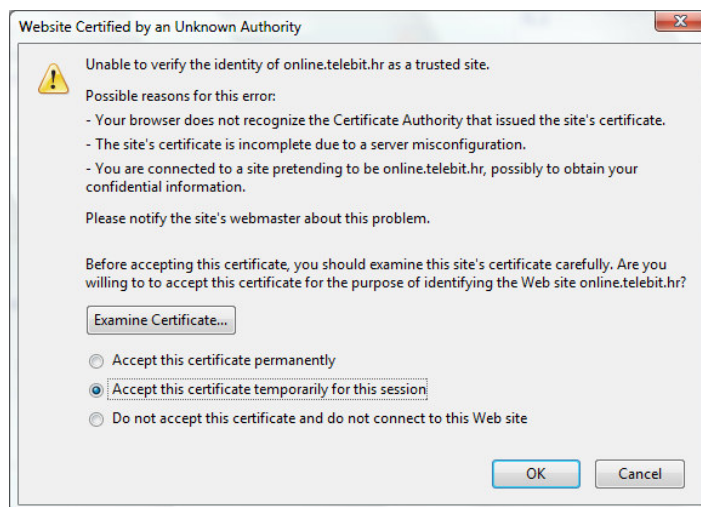 Website Certified by an Unknown Authority
Unable to verify the identity of online.telebit.hr as a trusted site.
Possible reasons for this error:
- Your browser does not recognize the Certificate Authority that issued the site's certificate.
- The site's certificate is incomplete due to a server misconfiguration.
- You are connected to a site pretending to be online.telebit.hr, possibly to obtain your
confidential information.
Please notify the site's webmaster about this problem.
Before accepting this certificate, you should examine this site's certificate carefully. Are you
willing to to accept this certificate for the purpose of identifying the Web site online.telebit.hr?
Examine Certificate...
Accept this certificate permanently
Accept this certificate temporarily for this session
Do not accept this certificate and do not connect to this Web site
OK Cancel